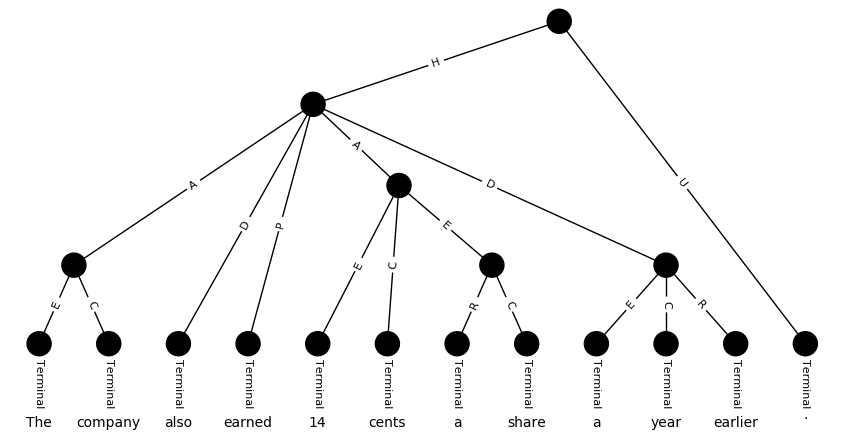 H
A
A
D
U
D
P
E
E
C
E
C
R
C
E
C
R
Terminal Terminal Terminal Terminal Terminal Terminal Terminal Terminal Terminal Terminal Terminal Terminal
The company also earned 14 cents a share a year earlier .